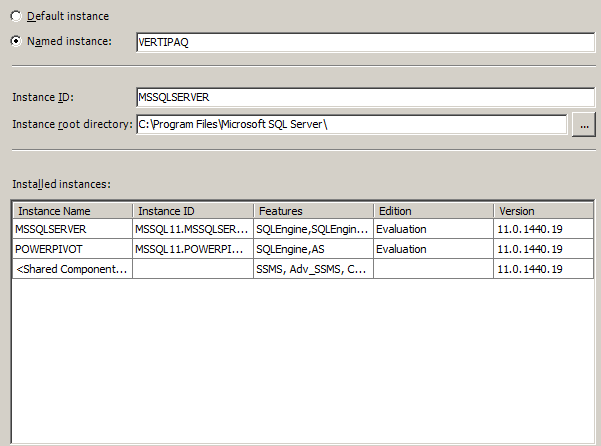 Default instance
Named instance: VERTIPAQ
Instance ID: MSSQLSERVER
Instance root directory: C:\Program Files\Microsoft SQL Server\ ...
Installed instances:
Instance Name Instance ID Features Edition Version
MSSQLSERVER MSSQL11.MSSQLSER... SQLEngine,SQLEngin... Evaluation 11.0.1440.19
POWERPIVOT MSSQL11.POWERPI... SQLEngine,AS Evaluation 11.0.1440.19
<Shared Component... SSMS, Adv_SSMS, C... 11.0.1440.19